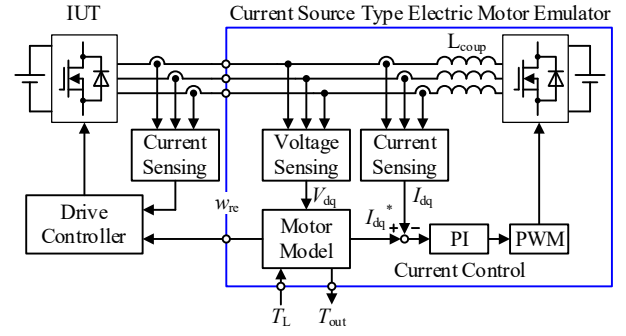 IUT
Current Source Type Electric Motor Emulator
Lcoup
Current
Sensing
Voltage
Sensing
Current
Sensing
wre
Vdq
Idq
Idq*
Drive
Controller
Motor
Model
+
−
PI
PWM
Current Control
TL
Tout